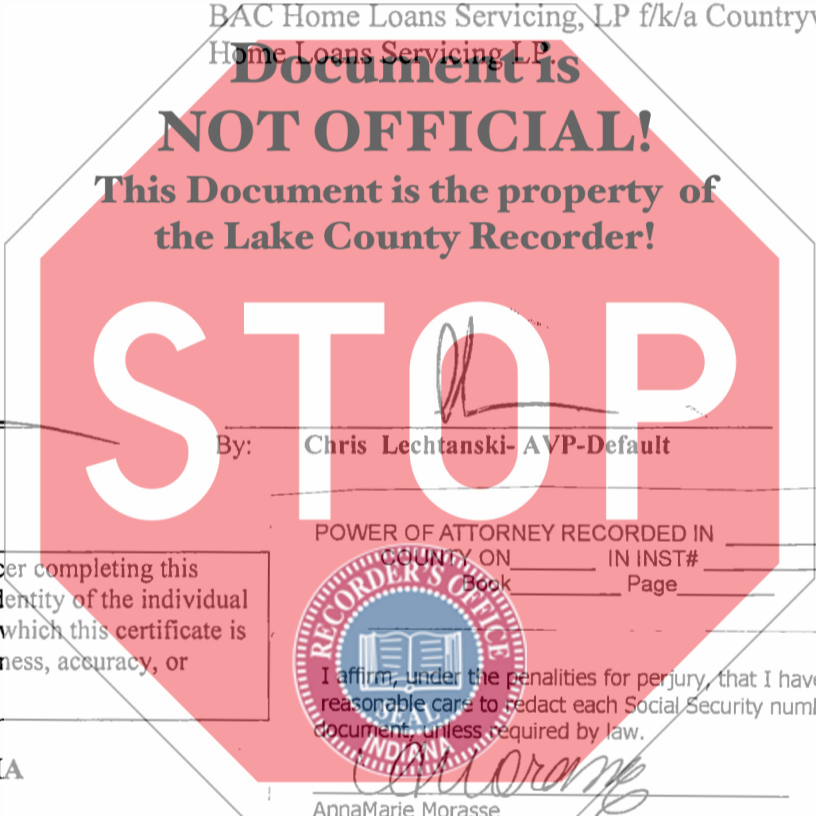 BAC Home Loans Servicing, LP f/k/a Country
Home Loans Servicing LP.
Document is
NOT OFFICIAL!
This Document is the property of
the Lake County Recorder!
STOP
By: Chris Lechtanski- AVP-Default
POWER OF ATTORNEY RECORDED IN
COUNTY ON IN INST#
Book Page
cer completing this
dentity of the individual
which this certificate is
ness, accuracy, or
RECORDER'S OFFICE
SEAL
INDIANA
I affirm, under the penalities for perjury, that I have
reasonable care to redact each Social Security num
document, unless required by law.
IA
AnnaMarie Morasse